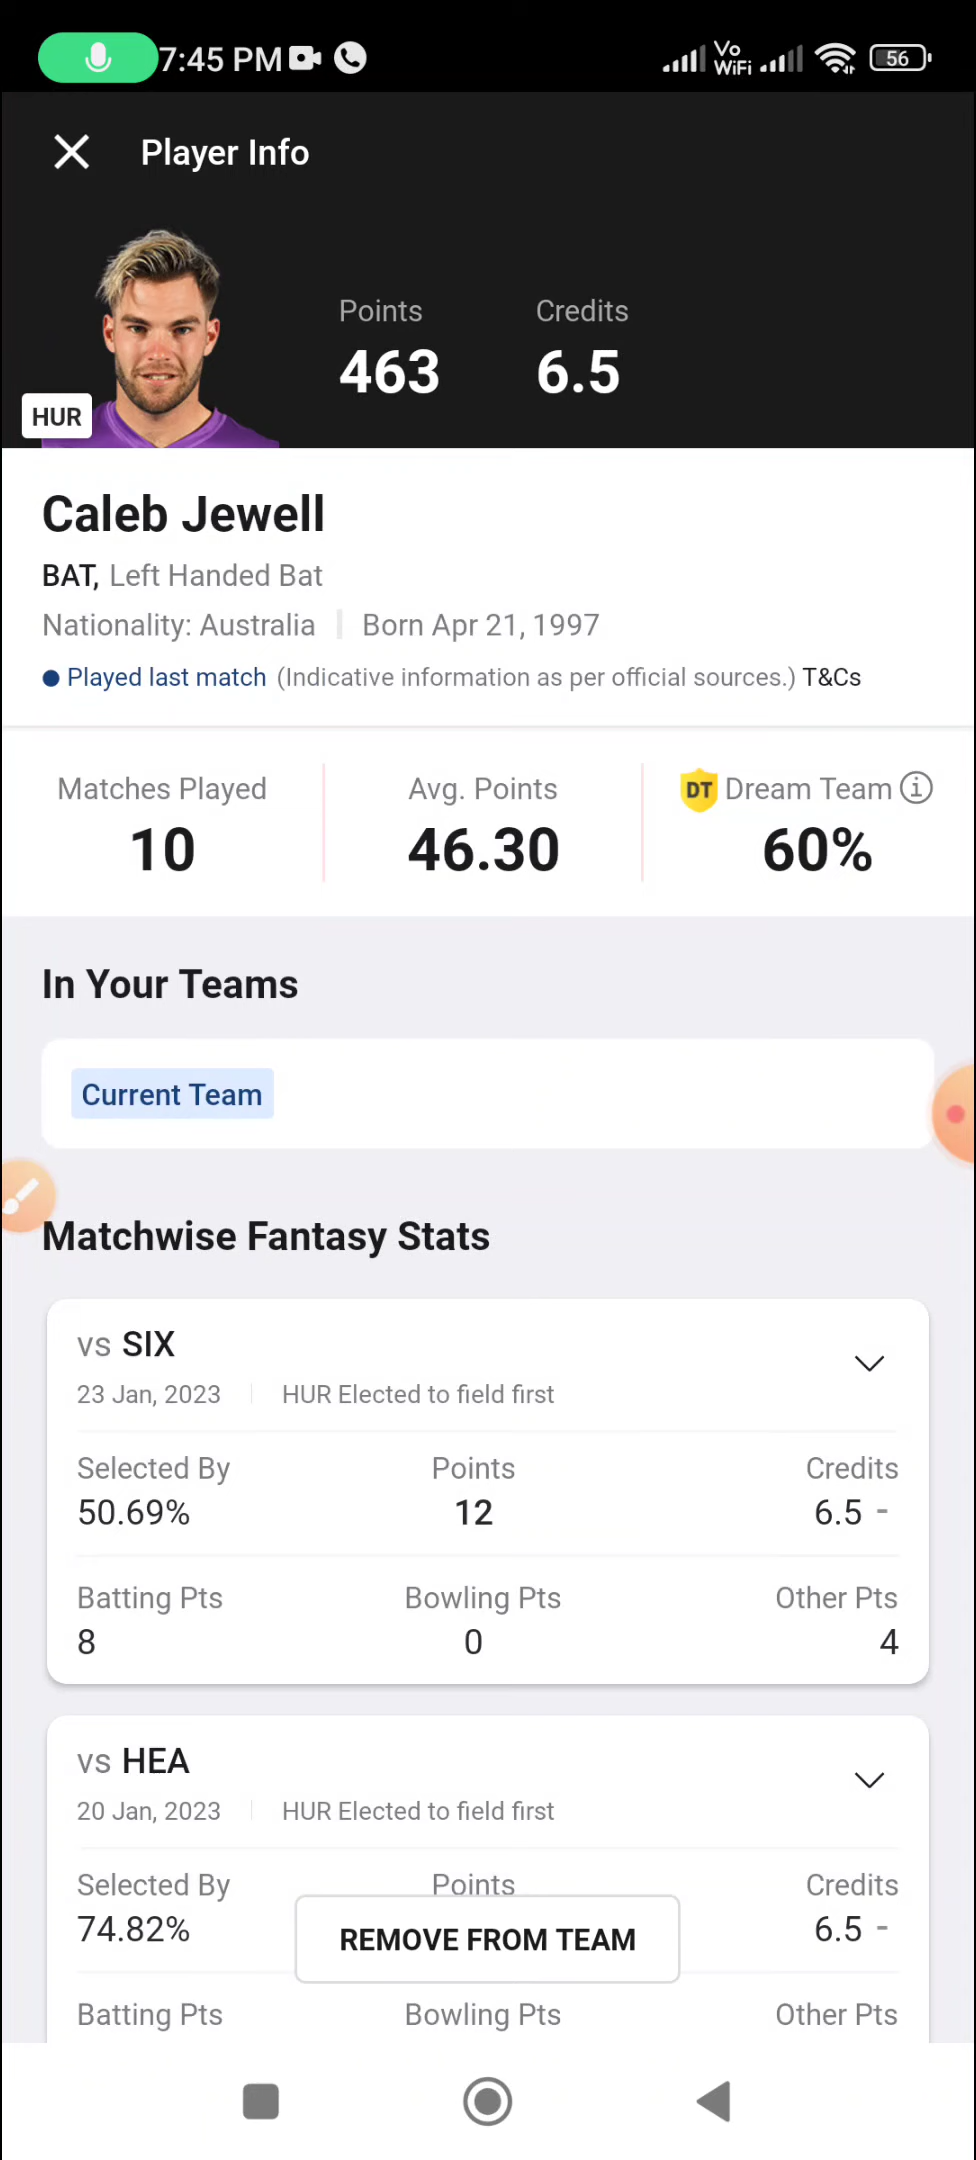 7:45 PM
Vo
WiFi
56
Player Info
Points
Credits
463
6.5
HUR
Caleb Jewell
BAT, Left Handed Bat
Nationality: Australia
Born Apr 21, 1997
Played last match (Indicative information as per official sources.) T&Cs
Matches Played
Avg. Points
DT Dream Team
10
46.30
60%
In Your Teams
Current Team
Matchwise Fantasy Stats
vs SIX
23 Jan, 2023
HUR Elected to field first
Selected By
Points
Credits
50.69%
12
6.5 -
Batting Pts
Bowling Pts
Other Pts
8
0
4
vs HEA
20 Jan, 2023
HUR Elected to field first
Selected By
Points
Credits
74.82%
6.5 -
REMOVE FROM TEAM
Batting Pts
Bowling Pts
Other Pts